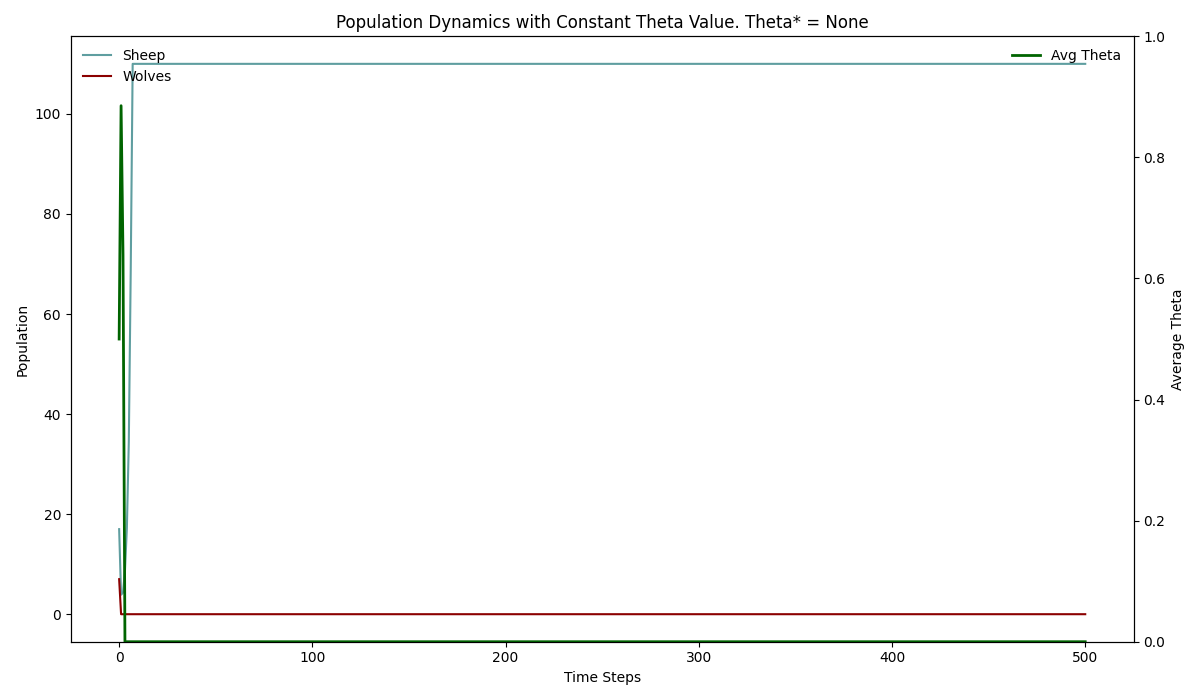 Population Dynamics with Constant Theta Value. Theta* = None
Sheep
Wolves
Avg Theta
Population
100
80
60
40
20
0
1.0
0.8
0.6
0.4
0.2
0.0
Average Theta
0 100 200 300 400 500
Time Steps